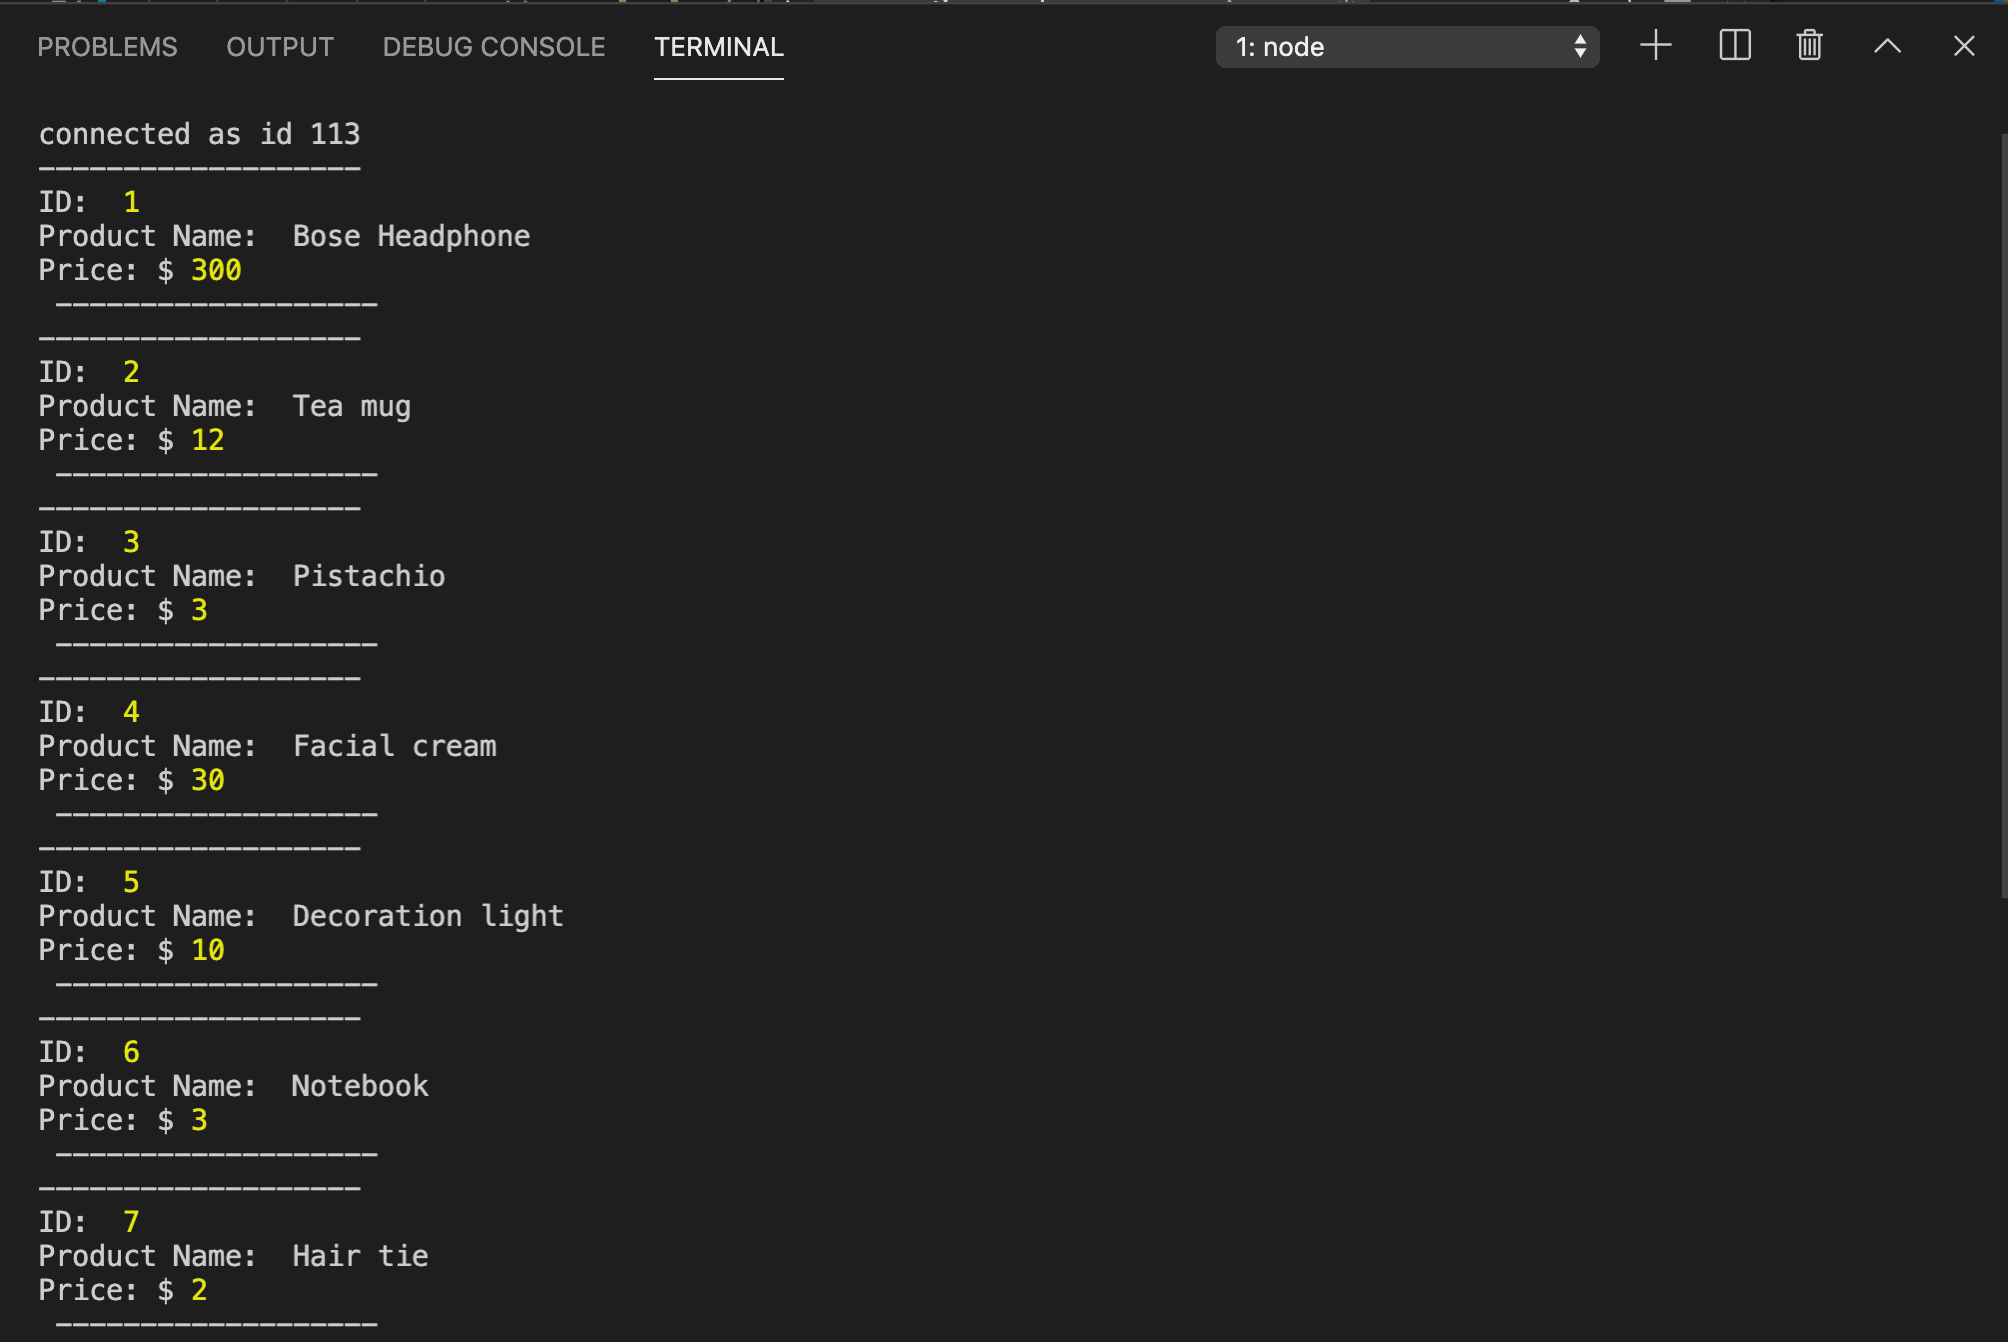 PROBLEMS OUTPUT DEBUG CONSOLE TERMINAL 1: node
connected as id 113
-------------------
ID:  1
Product Name:  Bose Headphone
Price: $ 300
 -------------------
-------------------
ID:  2
Product Name:  Tea mug
Price: $ 12
 -------------------
-------------------
ID:  3
Product Name:  Pistachio
Price: $ 3
 -------------------
-------------------
ID:  4
Product Name:  Facial cream
Price: $ 30
 -------------------
-------------------
ID:  5
Product Name:  Decoration light
Price: $ 10
 -------------------
-------------------
ID:  6
Product Name:  Notebook
Price: $ 3
 -------------------
-------------------
ID:  7
Product Name:  Hair tie
Price: $ 2
 -------------------